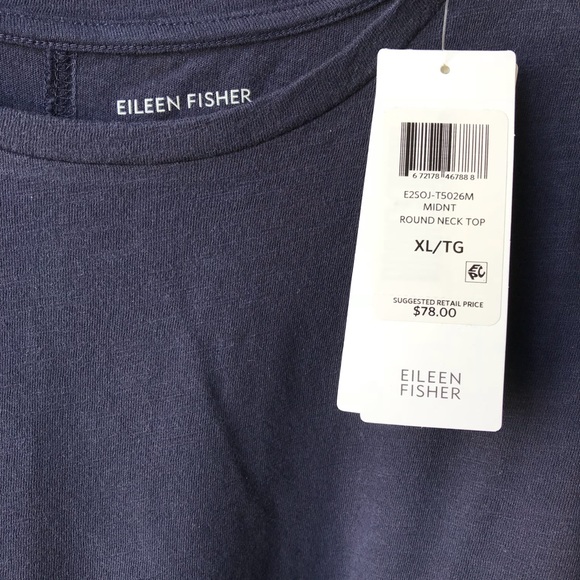 EILEEN FISHER
6 72178 46788 8
E2SOJ-T5026M
MIDNT
ROUND NECK TOP
XL/TG
SUGGESTED RETAIL PRICE
$78.00
EILEEN
FISHER